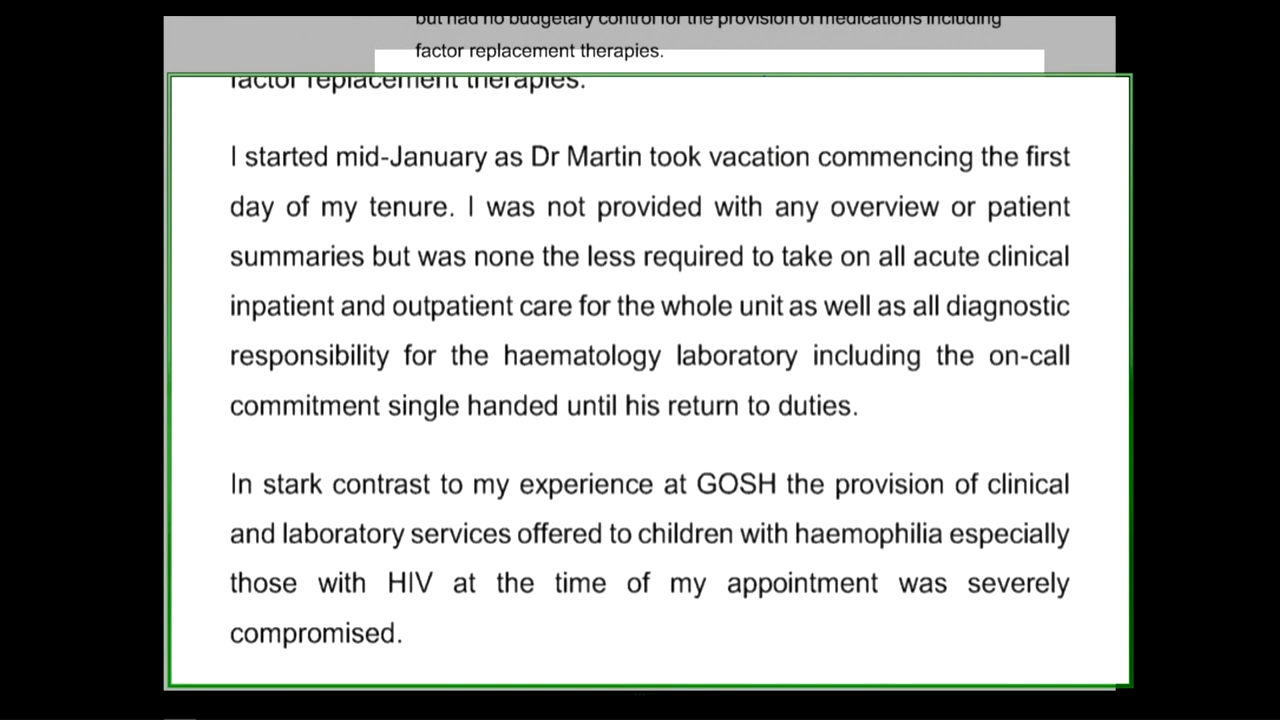 but had no budgetary control for the provision of medications including
factor replacement therapies.
factor replacement therapies.
I started mid-January as Dr Martin took vacation commencing the first
day of my tenure. I was not provided with any overview or patient
summaries but was none the less required to take on all acute clinical
inpatient and outpatient care for the whole unit as well as all diagnostic
responsibility for the haematology laboratory including the on-call
commitment single handed until his return to duties.
In stark contrast to my experience at GOSH the provision of clinical
and laboratory services offered to children with haemophilia especially
those with HIV at the time of my appointment was severely
compromised.